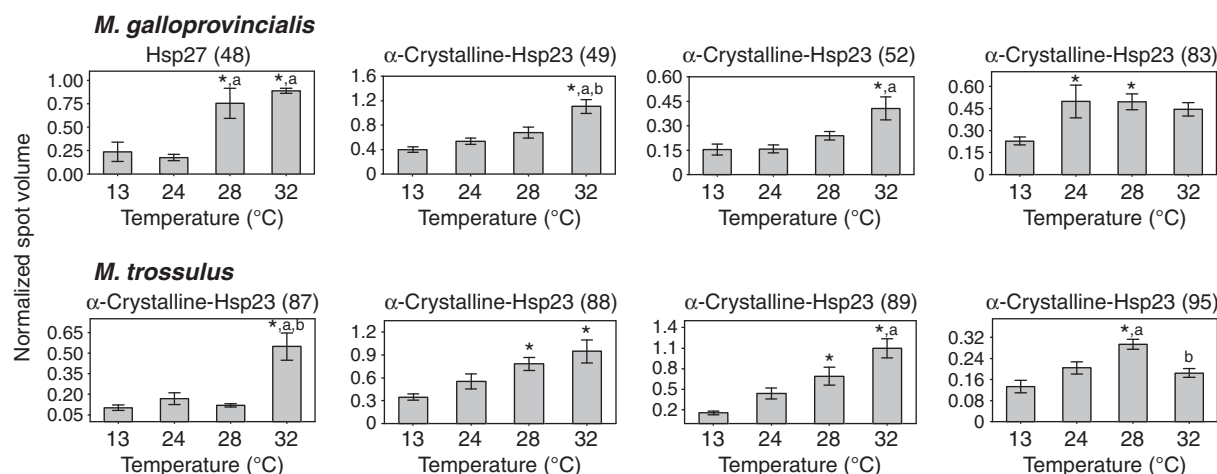 M. galloprovincialis
Hsp27 (48)
α-Crystalline-Hsp23 (49)
α-Crystalline-Hsp23 (52)
α-Crystalline-Hsp23 (83)
1.00
0.75
0.50
0.25
0.00
*,a
*,a
13 24 28 32
Temperature (°C)
1.6
1.2
0.8
0.4
0
*,a,b
13 24 28 32
Temperature (°C)
0.60
0.45
0.30
0.15
0
*,a
13 24 28 32
Temperature (°C)
0.60
0.45
0.30
0.15
0
*
*
13 24 28 32
Temperature (°C)
Normalized spot volume
M. trossulus
α-Crystalline-Hsp23 (87)
α-Crystalline-Hsp23 (88)
α-Crystalline-Hsp23 (89)
α-Crystalline-Hsp23 (95)
0.65
0.50
0.35
0.20
0.05
*,a,b
13 24 28 32
Temperature (°C)
1.2
0.9
0.6
0.3
0
*
*
13 24 28 32
Temperature (°C)
1.4
1.1
0.8
0.5
0.2
*
*,a
13 24 28 32
Temperature (°C)
0.32
0.24
0.16
0.08
0
*,a
b
13 24 28 32
Temperature (°C)